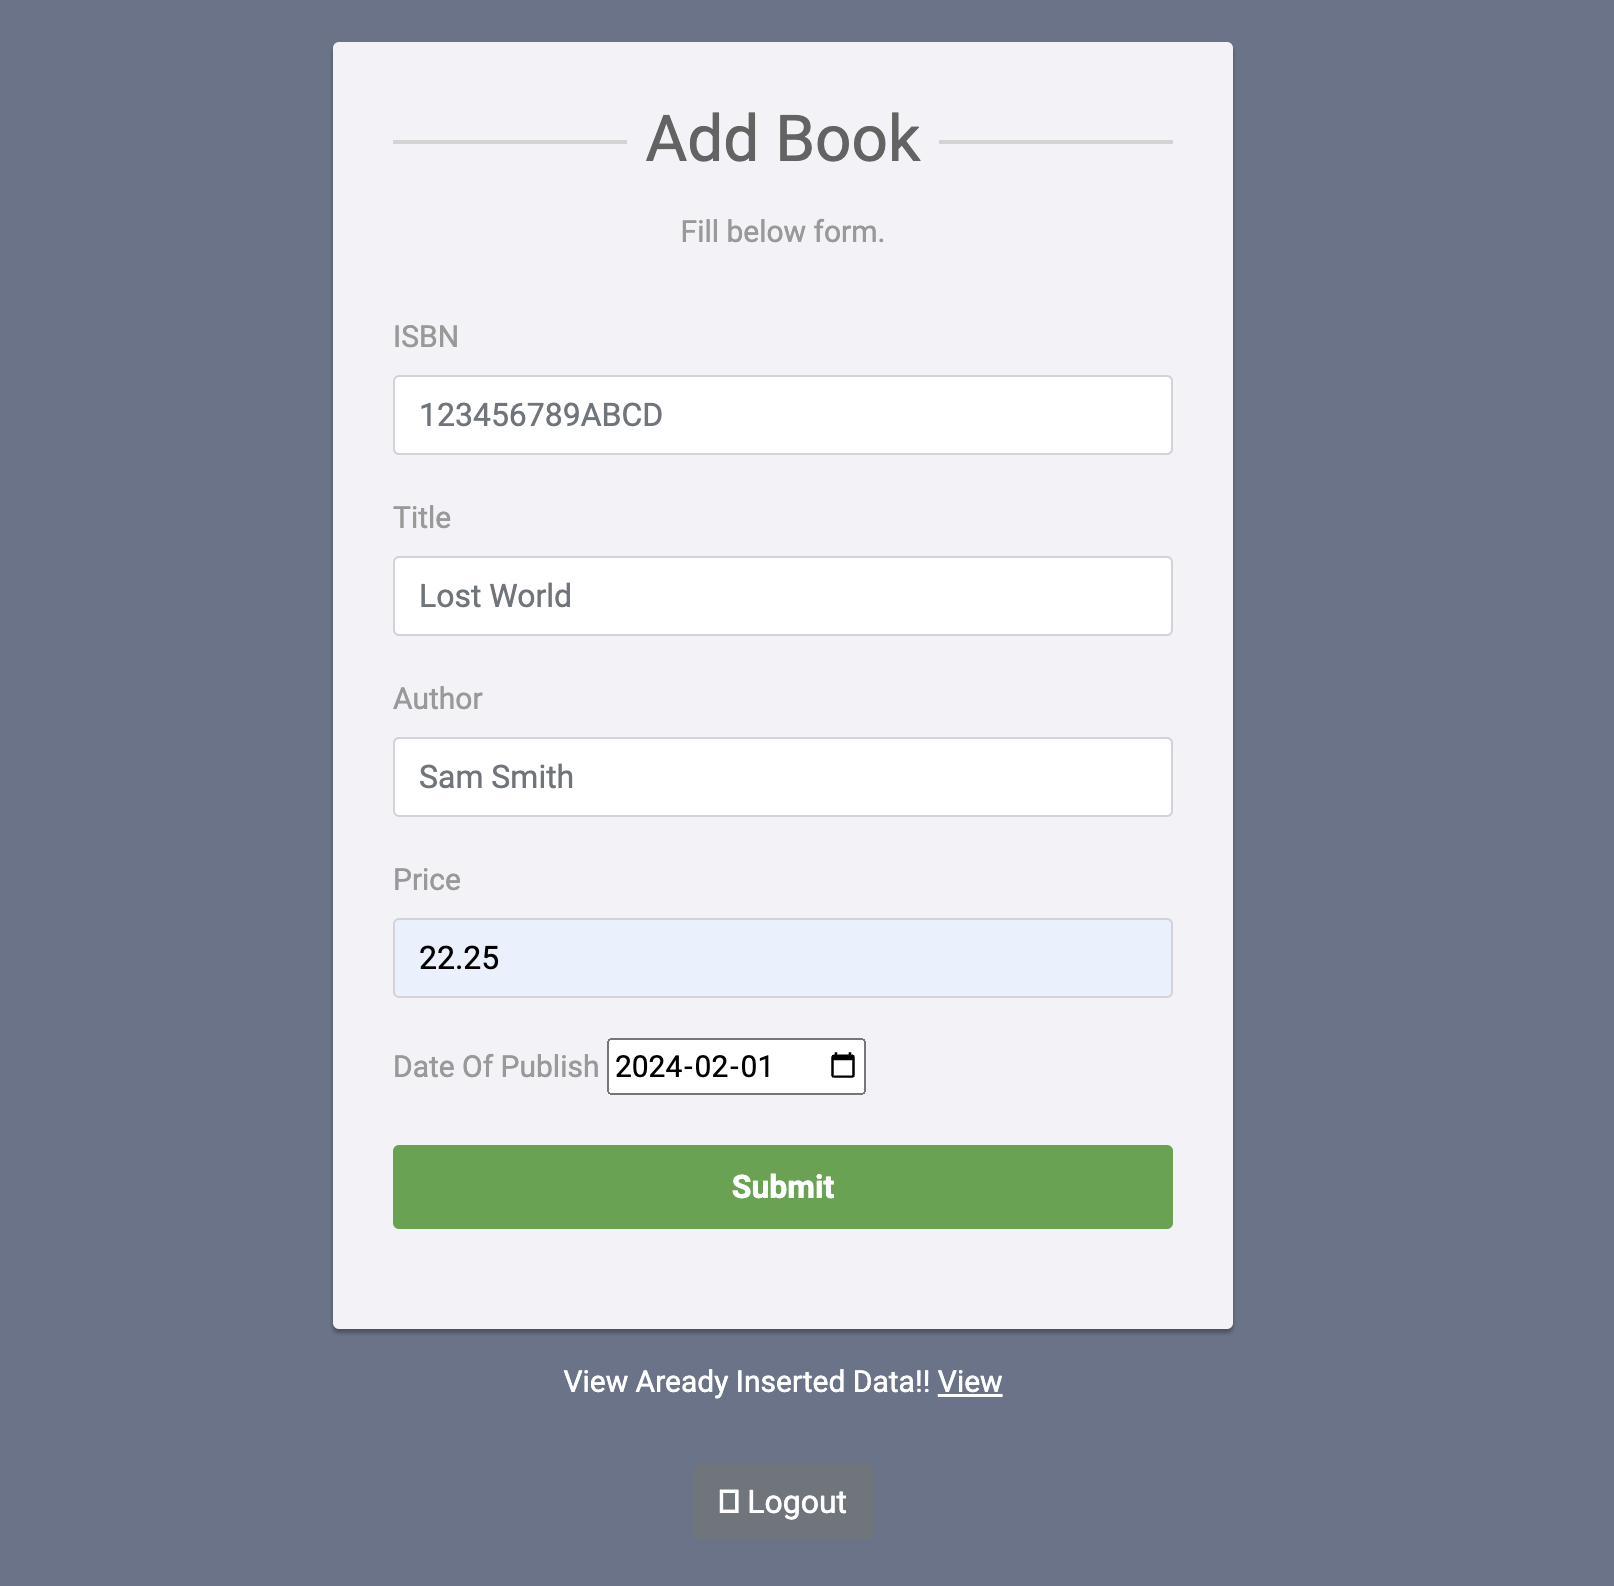 Add Book
Fill below form.
ISBN
123456789ABCD
Title
Lost World
Author
Sam Smith
Price
22.25
Date Of Publish 2024-02-01
Submit
View Aready Inserted Data!! View
Logout